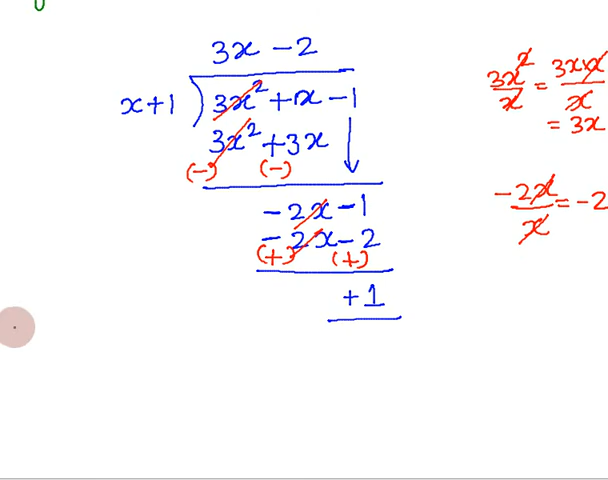 3x - 2
x+1 ) 3x² + x - 1
3x² + 3x
(-) (-)
- 2x - 1
- 2x - 2
(+) (+)
+ 1
3x²/x = 3x x/x
= 3x
-2x/x = -2